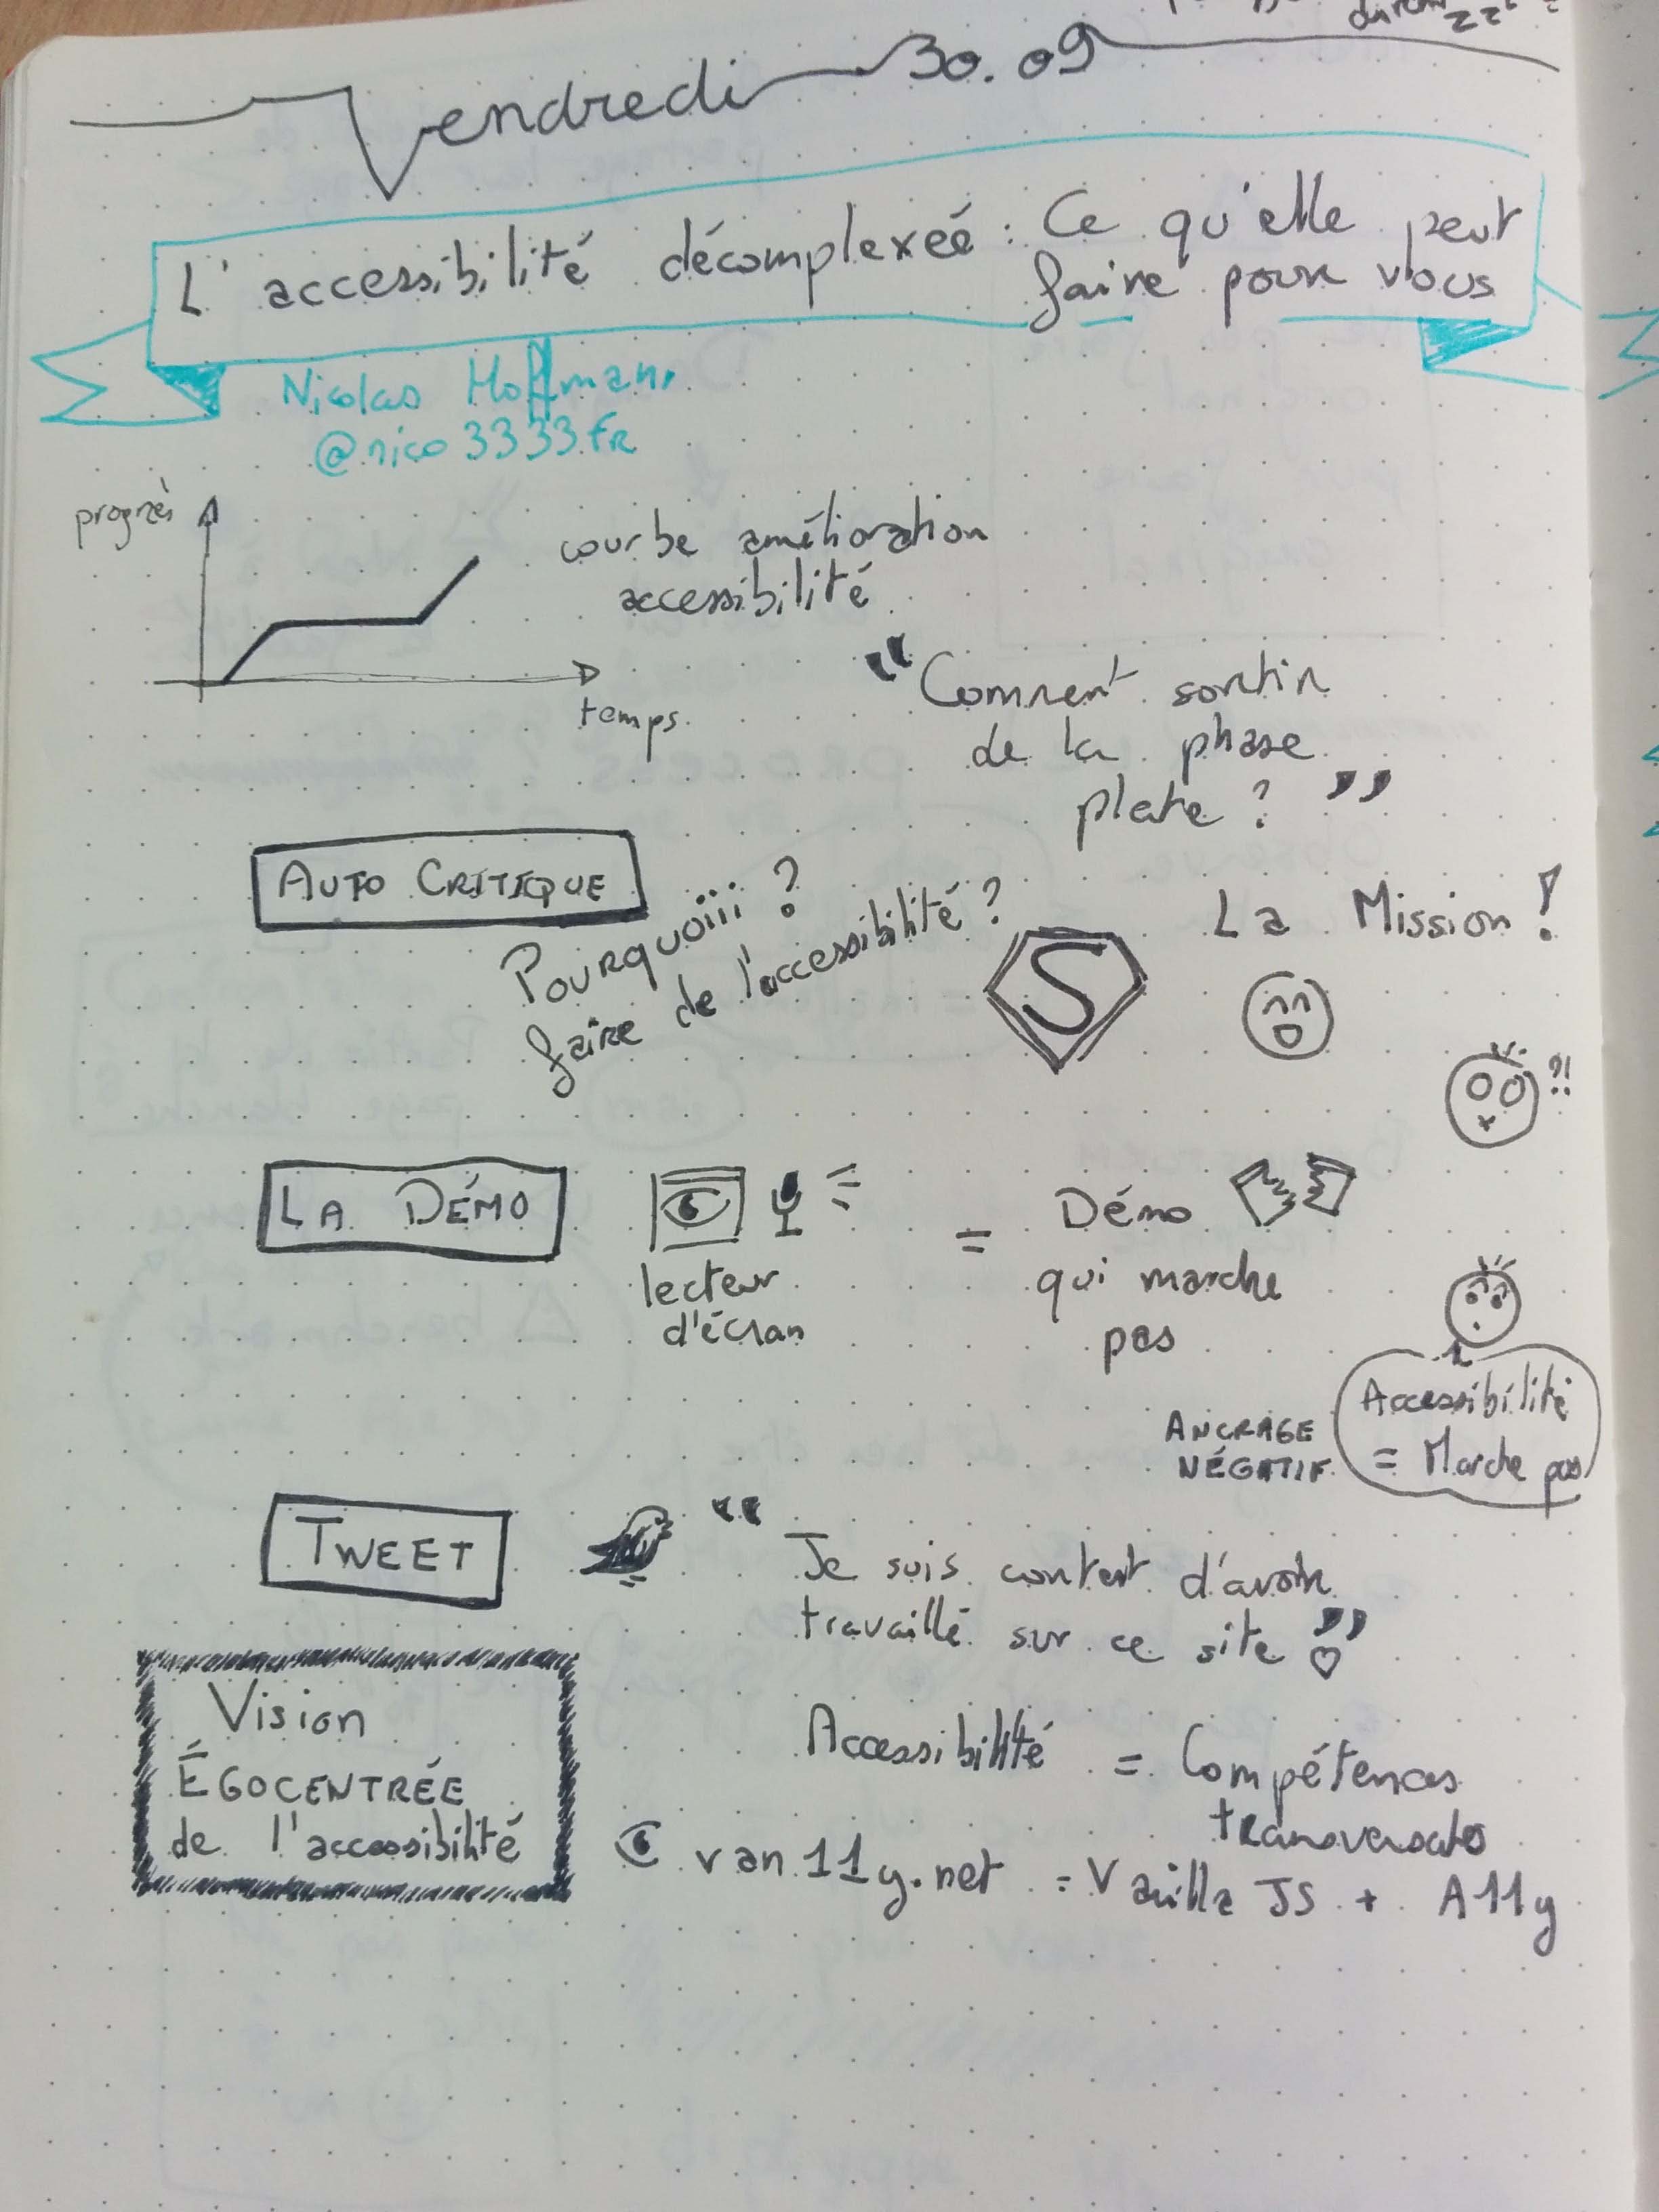 Vendredi 30.09
L'accessibilité décomplexéé : Ce qu'elle peut
faire pour vous
Nicolas Hoffmann
@nico3333fr
progrès
courbe amélioration
accessibilité
temps
“Comment sortir
de la phase
plate ? ”
AUTO CRITIQUE
Pourquoiii ?
faire de l'accessibilité ?
S
La Mission !
?!
LA DÉMO
lecteur
d'écran
= Démo
qui marche
pas
ANCRAGE
NÉGATIF
Accessibilité
= Marche pas
TWEET
“ Je suis content d'avoir
travaillé sur ce site ”
Vision
ÉGOCENTRÉE
de l'accessibilité
Accessibilité = Compétences
transversales
van11y.net = Vanilla JS + A11y